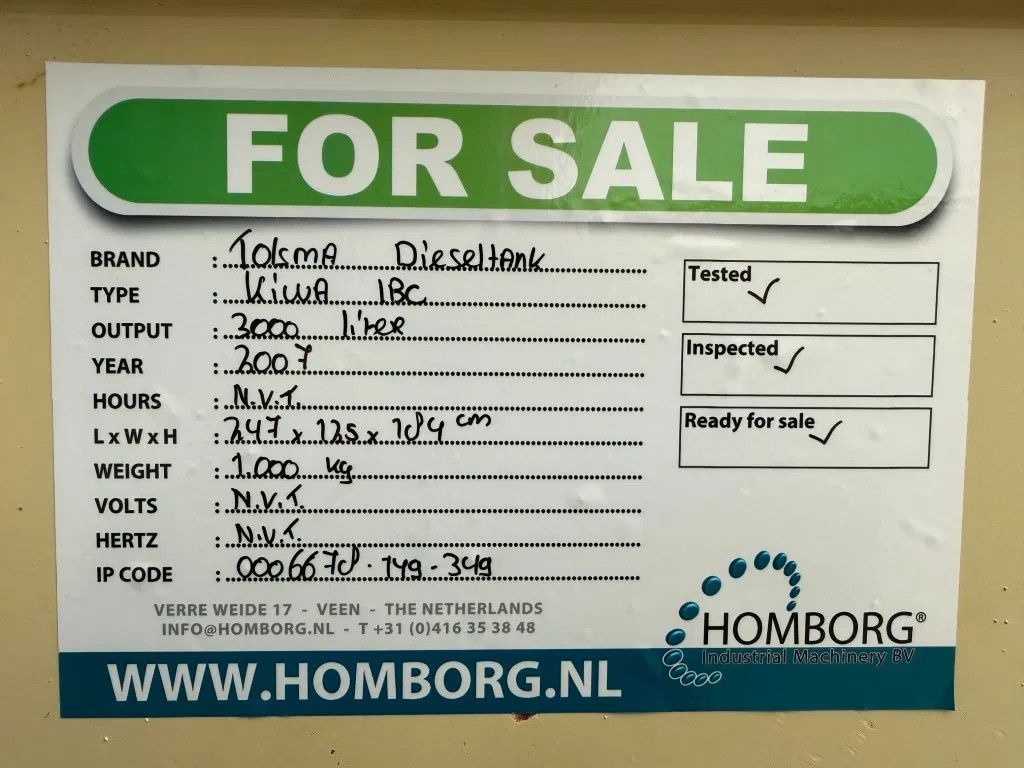 FOR SALE
BRAND : Tolsma Dieseltank
TYPE : Kiwa IBC
OUTPUT : 3000 liter
YEAR : 2007
HOURS : N.V.T.
L x W x H : 247 x 125 x 184 cm
WEIGHT : 1.000 kg
VOLTS : N.V.T.
HERTZ : N.V.T.
IP CODE : 0006678-149-349
Tested ✓
Inspected ✓
Ready for sale ✓
VERRE WEIDE 17 - VEEN - THE NETHERLANDS
INFO@HOMBORG.NL - T +31 (0)416 35 38 48
HOMBORG®
Industrial Machinery BV
WWW.HOMBORG.NL